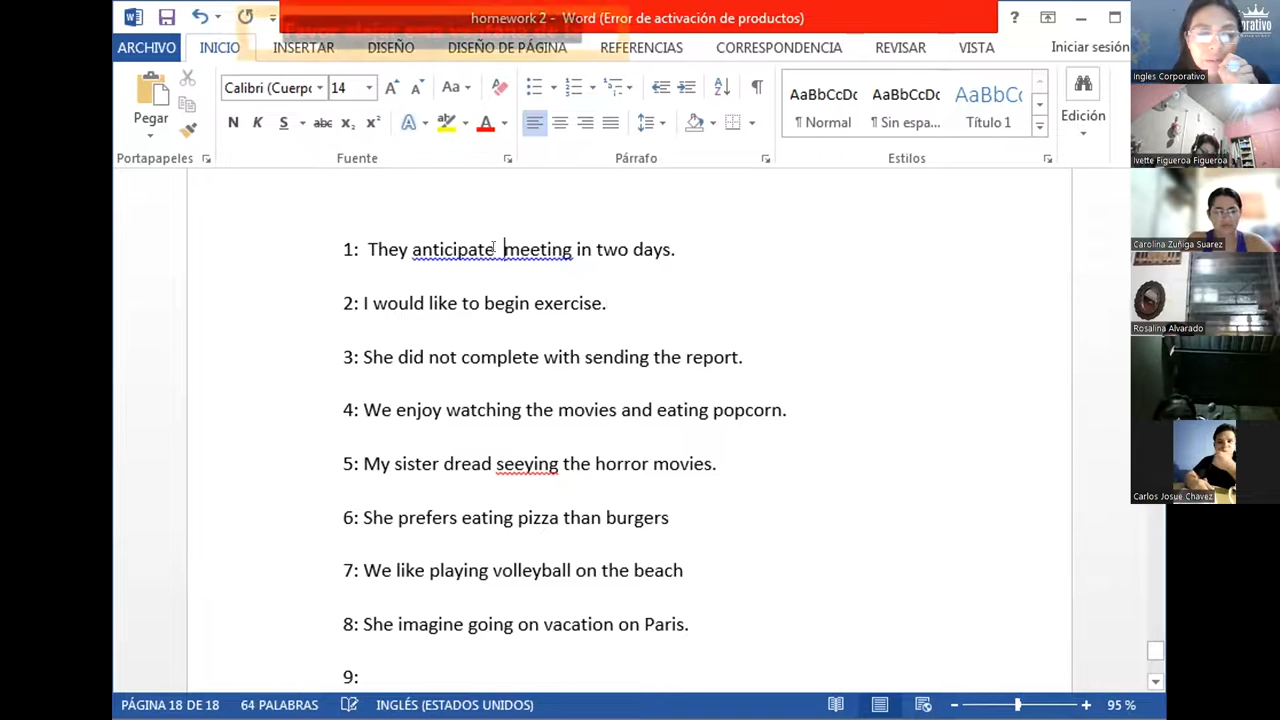 homework 2 - Word (Error de activación de productos)
ARCHIVO INICIO INSERTAR DISEÑO DISEÑO DE PÁGINA REFERENCIAS CORRESPONDENCIA REVISAR VISTA Iniciar sesión
Calibri (Cuerpo 14 Aa
Pegar
N K S abc x₂ x² A ab A
AaBbCcDc AaBbCcDc AaBbCc
¶ Normal ¶ Sin espa... Título 1
Edición
Portapapeles Fuente Párrafo Estilos
1: They anticipate meeting in two days.
2: I would like to begin exercise.
3: She did not complete with sending the report.
4: We enjoy watching the movies and eating popcorn.
5: My sister dread seeying the horror movies.
6: She prefers eating pizza than burgers
7: We like playing volleyball on the beach
8: She imagine going on vacation on Paris.
9:
PÁGINA 18 DE 18 64 PALABRAS INGLÉS (ESTADOS UNIDOS) 95 %
orativo
Ingles Corporativo
Ivette Figueroa Figueroa
Carolina Zuñiga Suarez
Rosalina Alvarado
Carlos Josue Chavez